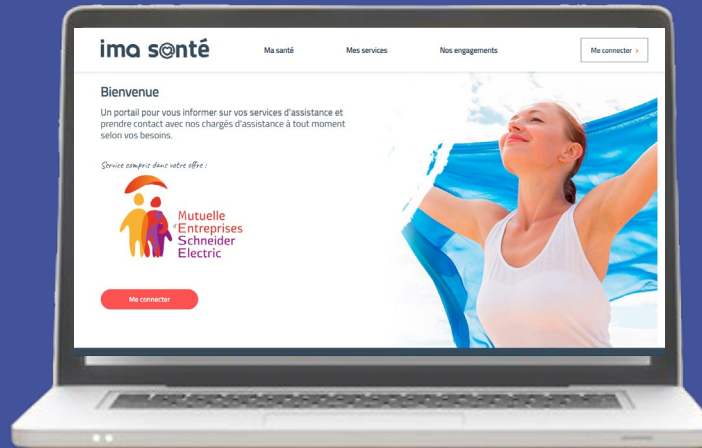 ima santé
Ma santé
Mes services
Nos engagements
Me connecter >
Bienvenue
Un portail pour vous informer sur vos services d'assistance et
prendre contact avec nos chargés d'assistance à tout moment
selon vos besoins.
Service compris dans votre offre :
Mutuelle
d'Entreprises
Schneider
Electric
Me connecter